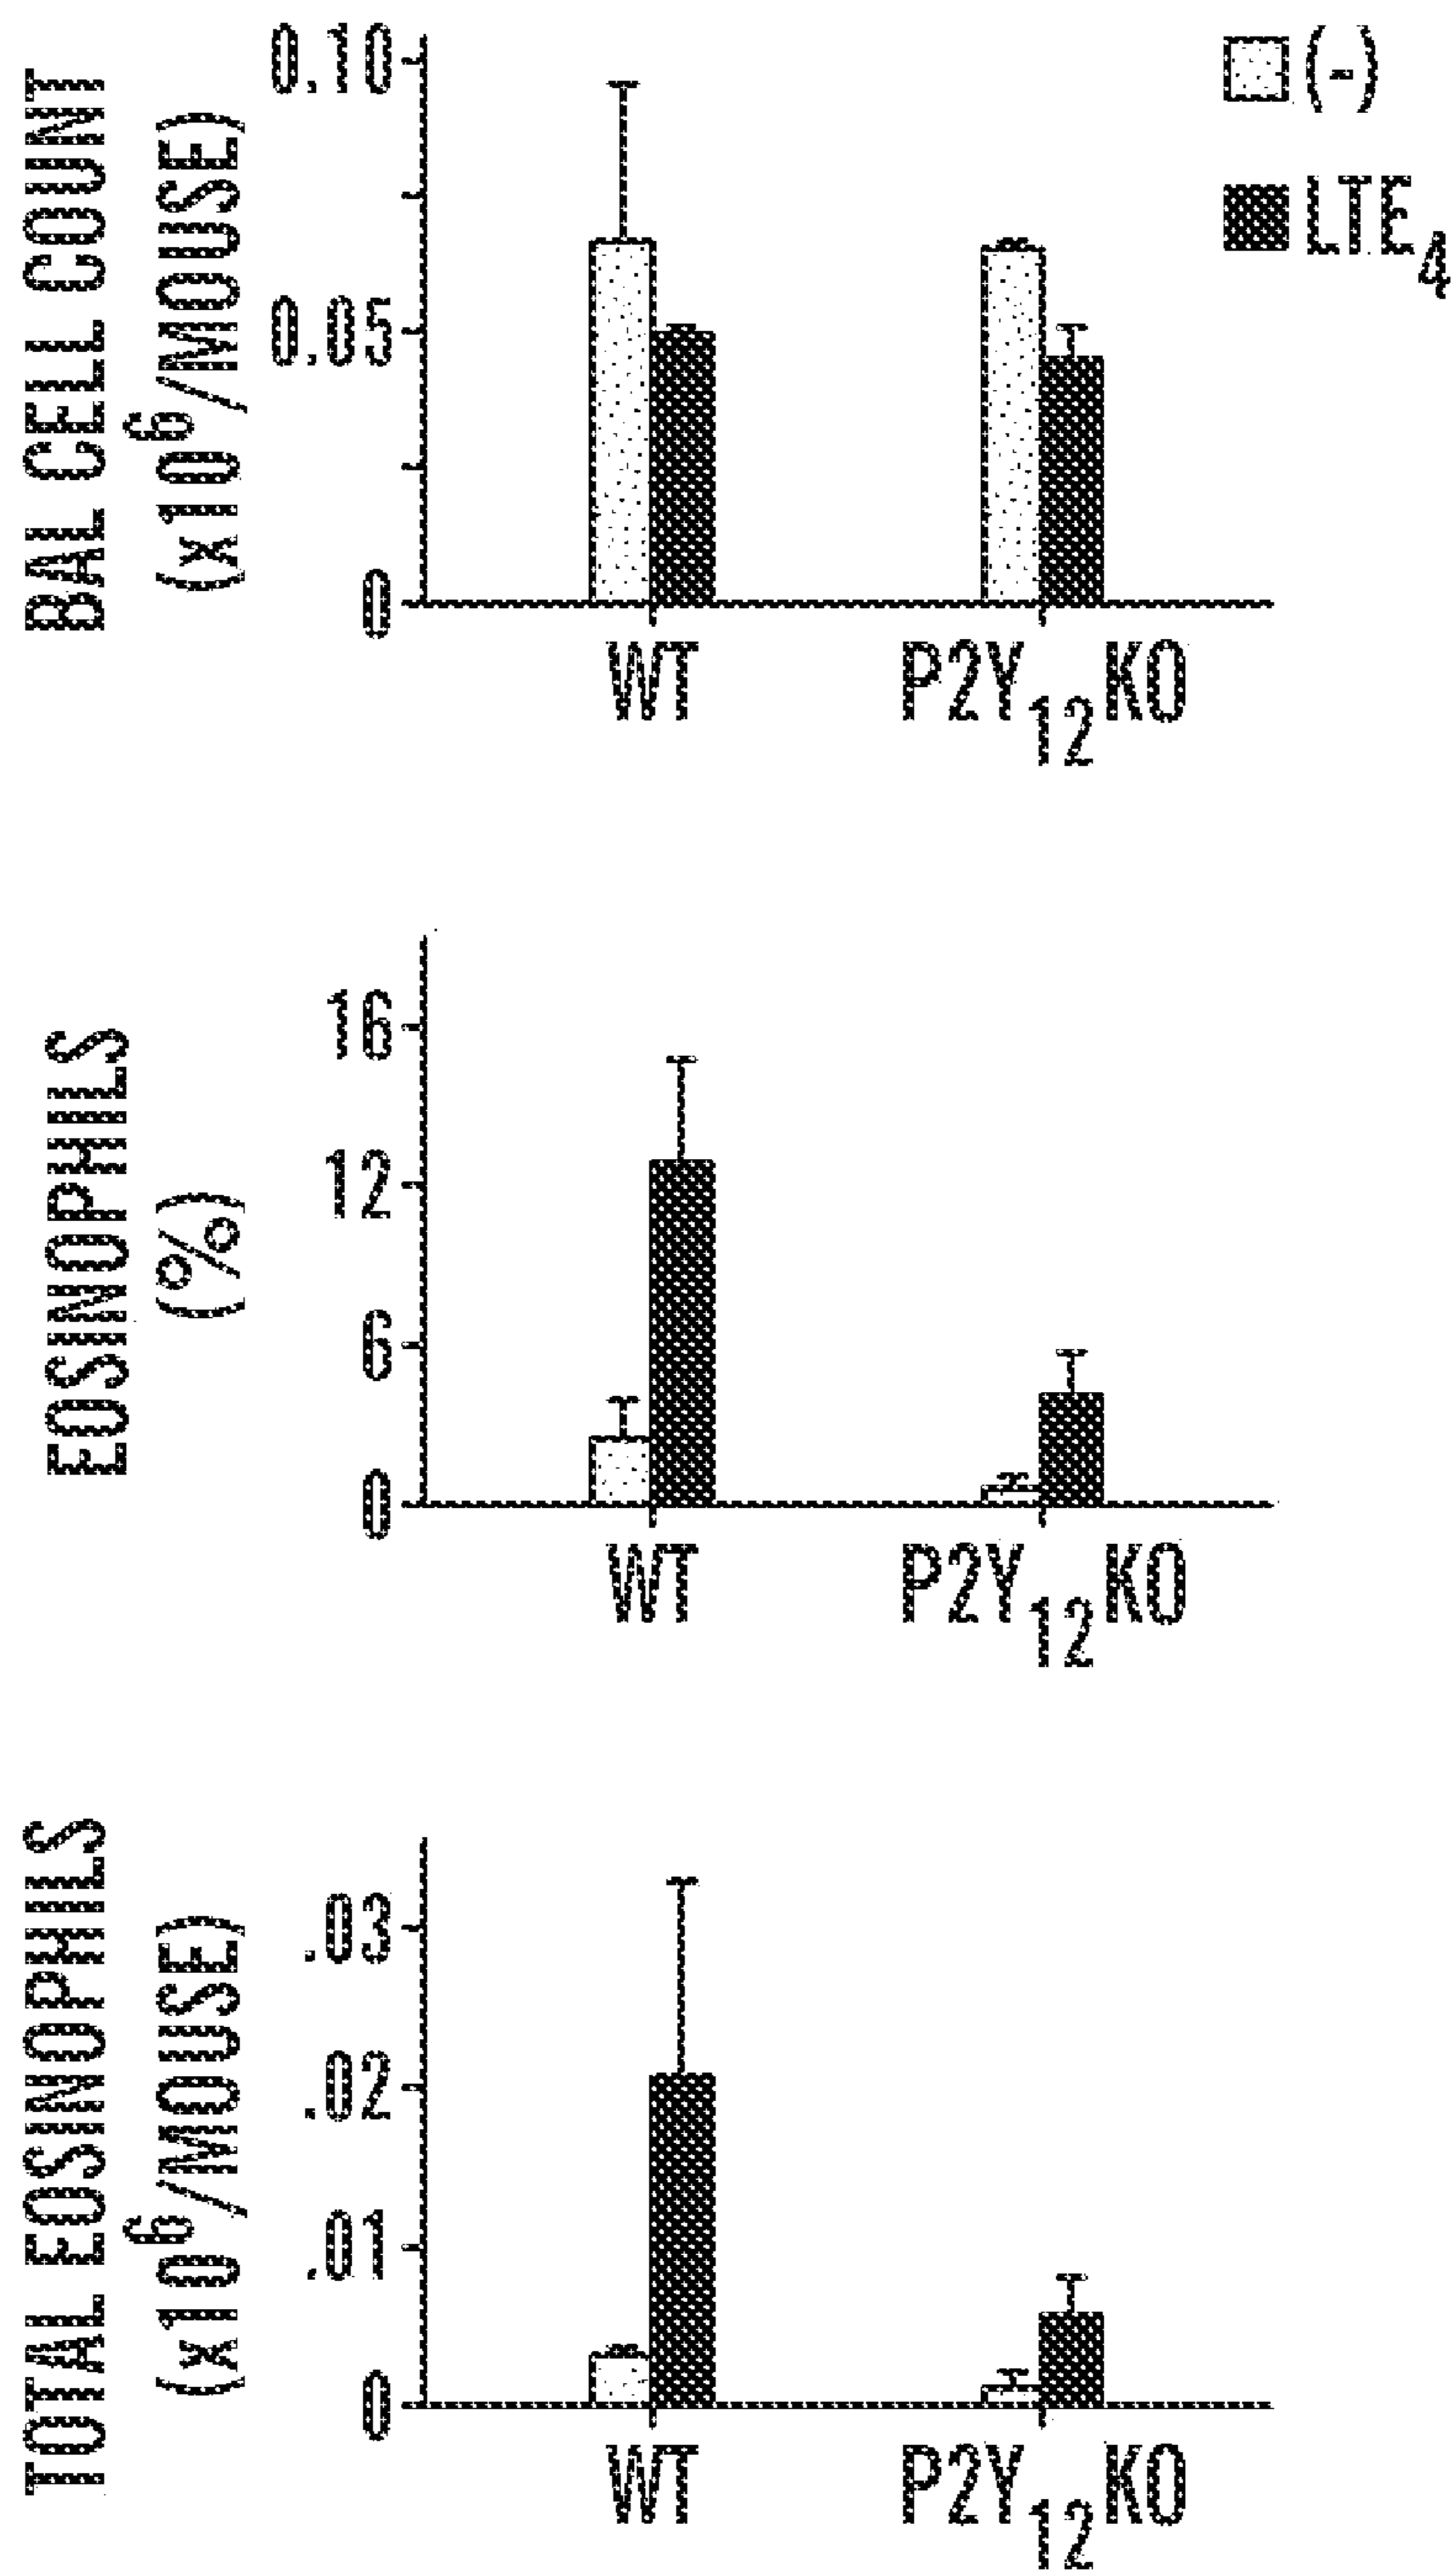 BAL CELL COUNT
(x10⁶/MOUSE)
0.10
0.05
0
(-)
LTE₄
WT
P2Y₁₂KO
EOSINOPHILS
(%)
16
12
6
0
WT
P2Y₁₂KO
TOTAL EOSINOPHILS
(x10⁶/MOUSE)
.03
.02
.01
0
WT
P2Y₁₂KO